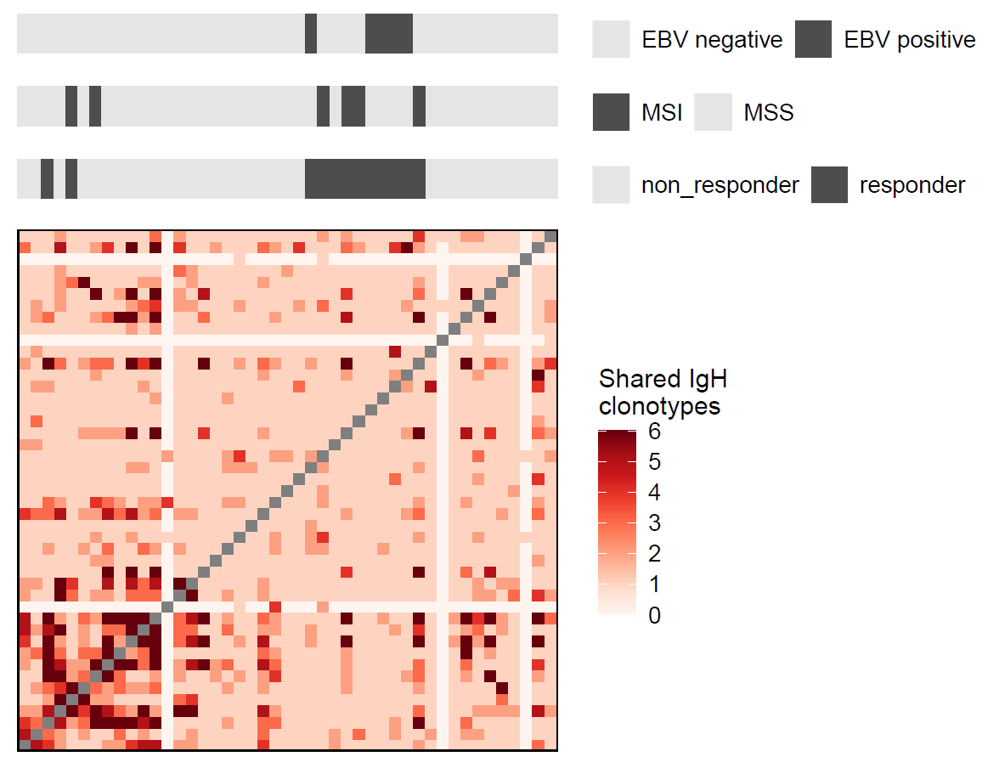 EBV negative EBV positive
MSI MSS
non_responder responder
Shared IgH
clonotypes
6
5
4
3
2
1
0